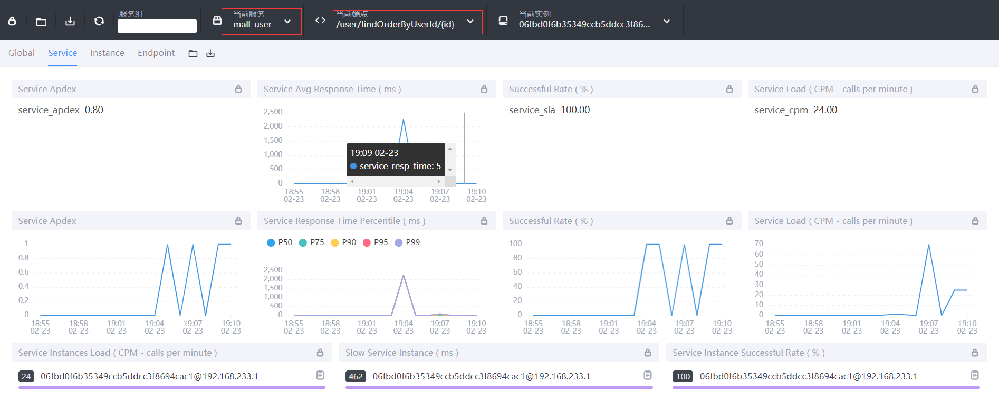 服务组
当前服务
mall-user
当前端点
/user/findOrderByUserId/{id}
当前实例
06fbd0f6b35349ccb5ddcc3f86...
Global Service Instance Endpoint
Service Apdex
service_apdex 0.80
Service Avg Response Time ( ms )
2,500
2,000
1,500
1,000
500
0
19:09 02-23
service_resp_time: 5
18:55 18:58 19:01 19:04 19:07 19:10
02-23 02-23 02-23 02-23 02-23 02-23
Successful Rate ( % )
service_sla 100.00
Service Load ( CPM - calls per minute )
service_cpm 24.00
Service Apdex
1
0.8
0.6
0.4
0.2
0
18:55 18:58 19:01 19:04 19:07 19:10
02-23 02-23 02-23 02-23 02-23 02-23
Service Response Time Percentile ( ms )
P50 P75 P90 P95 P99
2,500
2,000
1,500
1,000
500
0
18:55 18:58 19:01 19:04 19:07 19:10
02-23 02-23 02-23 02-23 02-23 02-23
Successful Rate ( % )
100
80
60
40
20
0
18:55 18:58 19:01 19:04 19:07 19:10
02-23 02-23 02-23 02-23 02-23 02-23
Service Load ( CPM - calls per minute )
70
60
50
40
30
20
10
0
18:55 18:58 19:01 19:04 19:07 19:10
02-23 02-23 02-23 02-23 02-23 02-23
Service Instances Load ( CPM - calls per minute )
24 06fbd0f6b35349ccb5ddcc3f8694cac1@192.168.233.1
Slow Service Instance ( ms )
462 06fbd0f6b35349ccb5ddcc3f8694cac1@192.168.233.1
Service Instance Successful Rate ( % )
100 06fbd0f6b35349ccb5ddcc3f8694cac1@192.168.233.1